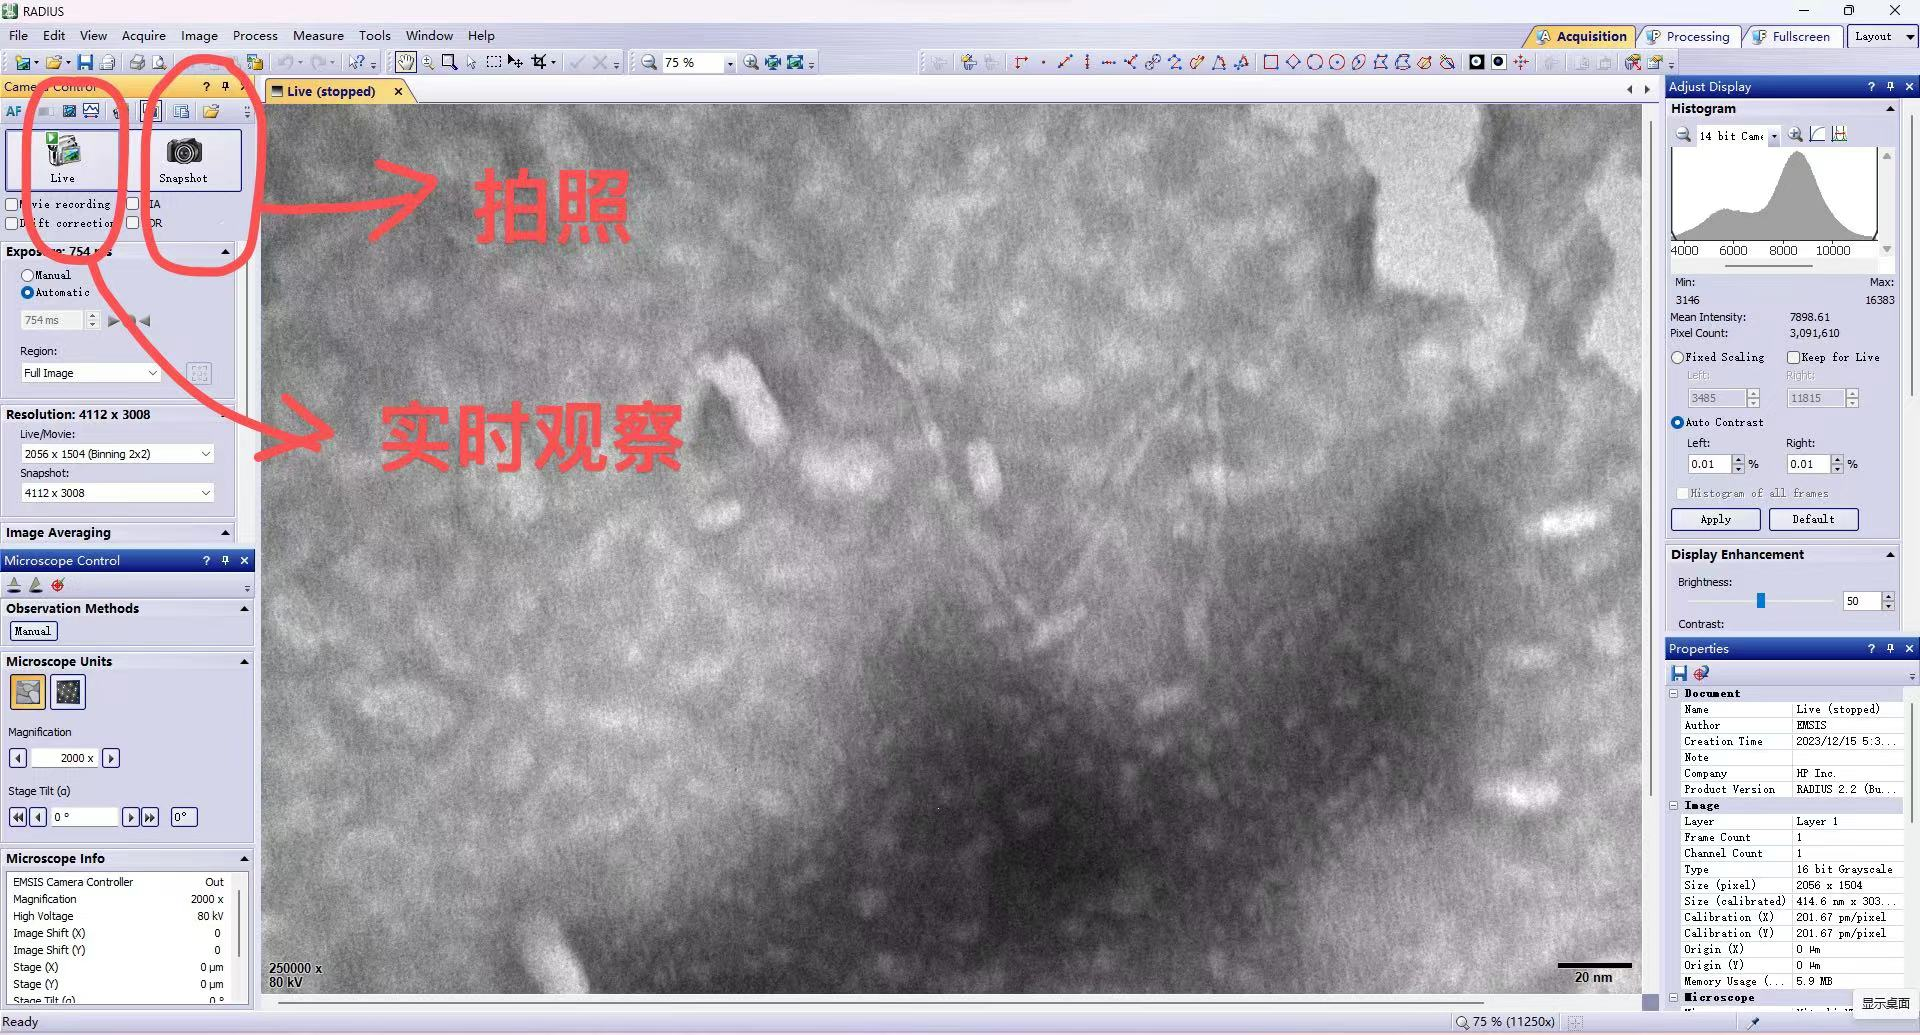 RADIUS
File Edit View Acquire Image Process Measure Tools Window Help
Acquisition Processing Fullscreen Layout
75 %
Live (stopped)
AF
Live
Snapshot
Exposure: 754
Manual
Automatic
754 ms
Region:
Full Image
Resolution: 4112 x 3008
Live/Movie:
2056 x 1504 (Binning 2x2)
Snapshot:
4112 x 3008
Image Averaging
Microscope Control
Observation Methods
Manual
Microscope Units
Magnification
2000 x
Stage Tilt (α)
0 °
0°
Microscope Info
EMSIS Camera Controller Out
Magnification 2000 x
High Voltage 80 kV
Image Shift (X) 0
Image Shift (Y) 0
Stage (X) 0 µm
Stage (Y) 0 µm
Stage Tilt (α) 0 °
Ready
拍照
实时观察
250000 x
80 kV
20 nm
Adjust Display
Histogram
14 bit
4000 6000 8000 10000
Min: Max:
3146 16383
Mean Intensity: 7898.61
Pixel Count: 3,091,610
Fixed Scaling Keep for Live
Left: Right:
3485 11815
Auto Contrast
Left: Right:
0.01 % 0.01 %
Histogram of all frames
Apply Default
Display Enhancement
Brightness:
50
Contrast:
Properties
Document
Name Live (stopped)
Author EMSIS
Creation Time 2023/12/15 5:3...
Note
Company HP Inc.
Product Version RADIUS 2.2 (Bu...
Image
Layer Layer 1
Frame Count 1
Channel Count 1
Type 16 bit Grayscale
Size (pixel) 2056 x 1504
Size (calibrated) 414.6 nm x 303...
Calibration (X) 201.67 pm/pixel
Calibration (Y) 201.67 pm/pixel
Origin (X) 0 µm
Origin (Y) 0 µm
Memory Usage (... 5.9 MB
Microscope
显示桌面
75 % (11250x)